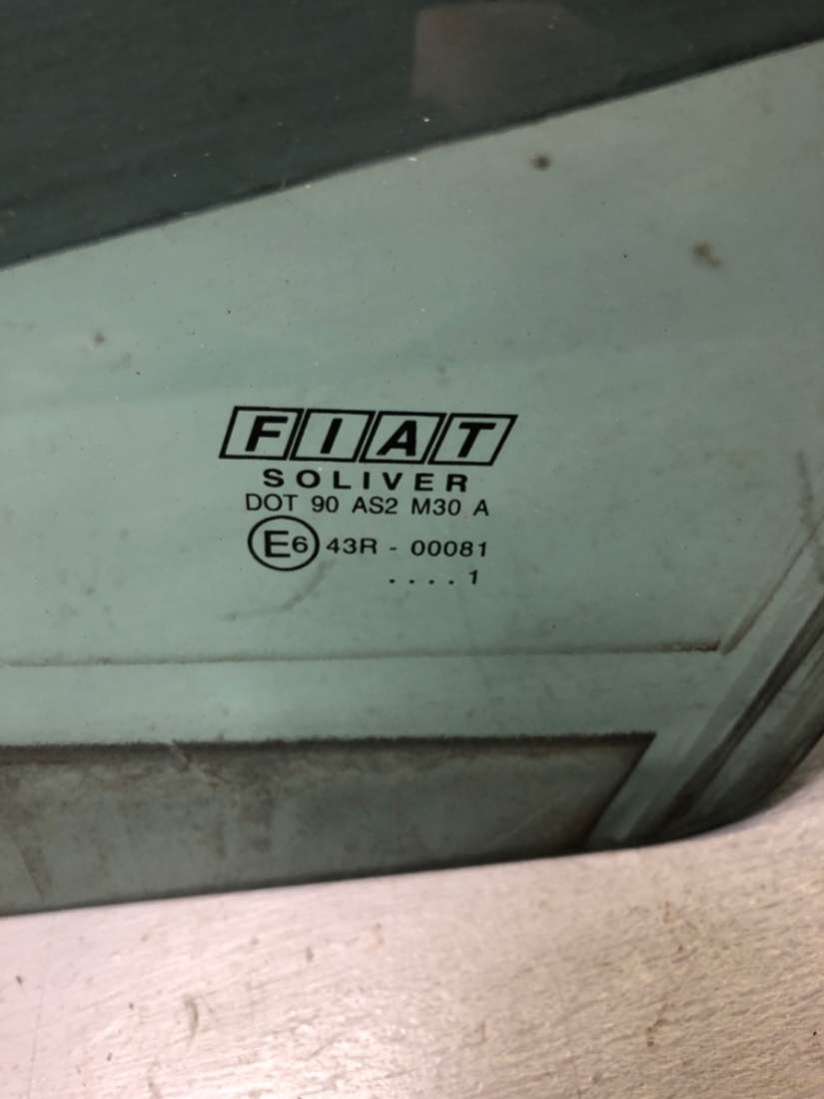 FIAT
SOLIVER
DOT 90 AS2 M30 A
E6 43R - 00081
....1